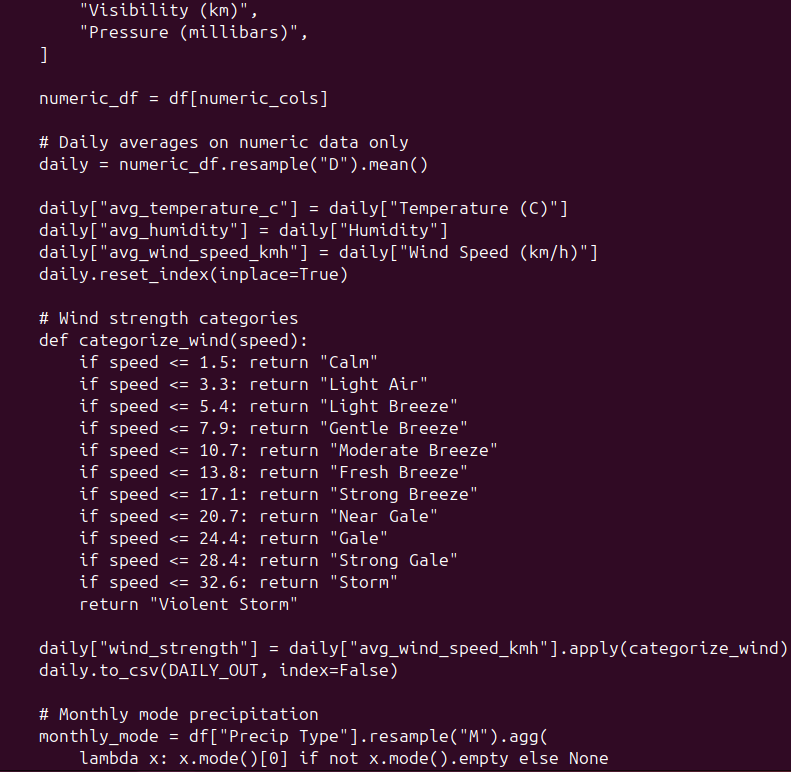 "Visibility (km)",
        "Pressure (millibars)",
    ]

    numeric_df = df[numeric_cols]

    # Daily averages on numeric data only
    daily = numeric_df.resample("D").mean()

    daily["avg_temperature_c"] = daily["Temperature (C)"]
    daily["avg_humidity"] = daily["Humidity"]
    daily["avg_wind_speed_kmh"] = daily["Wind Speed (km/h)"]
    daily.reset_index(inplace=True)

    # Wind strength categories
    def categorize_wind(speed):
        if speed <= 1.5: return "Calm"
        if speed <= 3.3: return "Light Air"
        if speed <= 5.4: return "Light Breeze"
        if speed <= 7.9: return "Gentle Breeze"
        if speed <= 10.7: return "Moderate Breeze"
        if speed <= 13.8: return "Fresh Breeze"
        if speed <= 17.1: return "Strong Breeze"
        if speed <= 20.7: return "Near Gale"
        if speed <= 24.4: return "Gale"
        if speed <= 28.4: return "Strong Gale"
        if speed <= 32.6: return "Storm"
        return "Violent Storm"

    daily["wind_strength"] = daily["avg_wind_speed_kmh"].apply(categorize_wind)
    daily.to_csv(DAILY_OUT, index=False)

    # Monthly mode precipitation
    monthly_mode = df["Precip Type"].resample("M").agg(
        lambda x: x.mode()[0] if not x.mode().empty else None